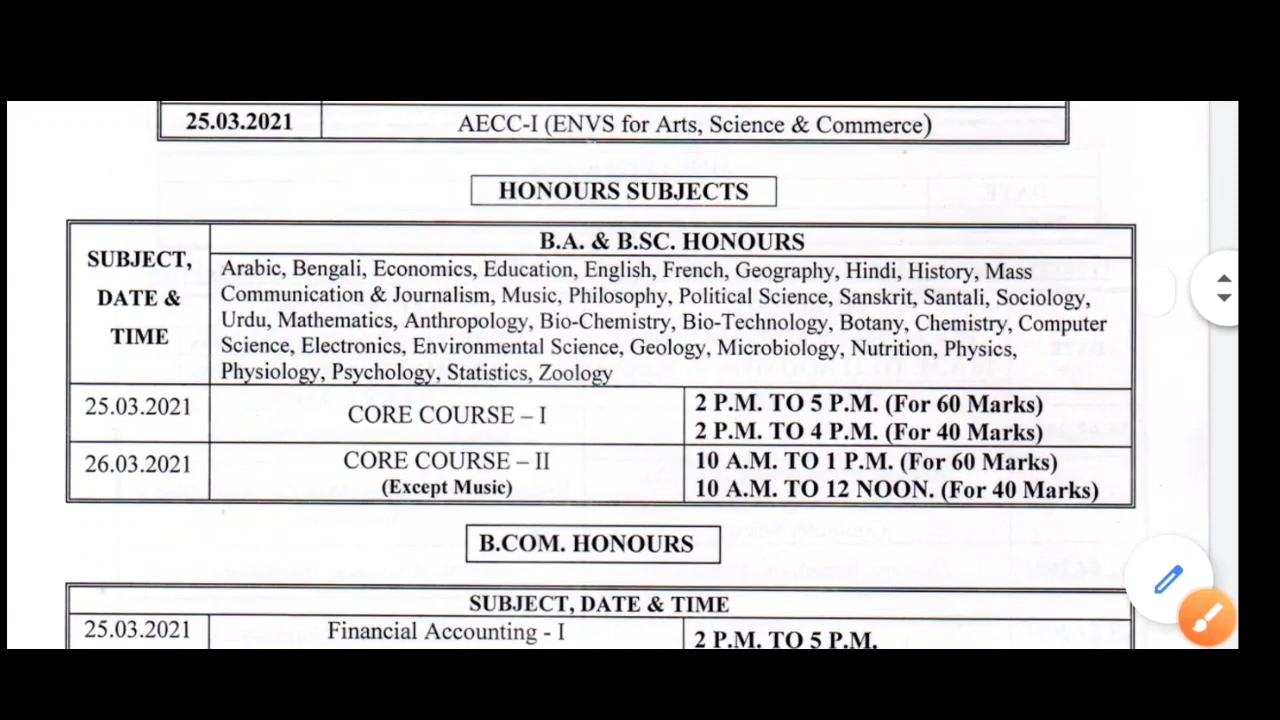 25.03.2021 AECC-I (ENVS for Arts, Science & Commerce)
HONOURS SUBJECTS
SUBJECT,
DATE &
TIME
B.A. & B.SC. HONOURS
Arabic, Bengali, Economics, Education, English, French, Geography, Hindi, History, Mass
Communication & Journalism, Music, Philosophy, Political Science, Sanskrit, Santali, Sociology,
Urdu, Mathematics, Anthropology, Bio-Chemistry, Bio-Technology, Botany, Chemistry, Computer
Science, Electronics, Environmental Science, Geology, Microbiology, Nutrition, Physics,
Physiology, Psychology, Statistics, Zoology
25.03.2021 CORE COURSE – I 2 P.M. TO 5 P.M. (For 60 Marks)
2 P.M. TO 4 P.M. (For 40 Marks)
26.03.2021 CORE COURSE – II 10 A.M. TO 1 P.M. (For 60 Marks)
(Except Music) 10 A.M. TO 12 NOON. (For 40 Marks)
B.COM. HONOURS
SUBJECT, DATE & TIME
25.03.2021 Financial Accounting - I 2 P.M. TO 5 P.M.